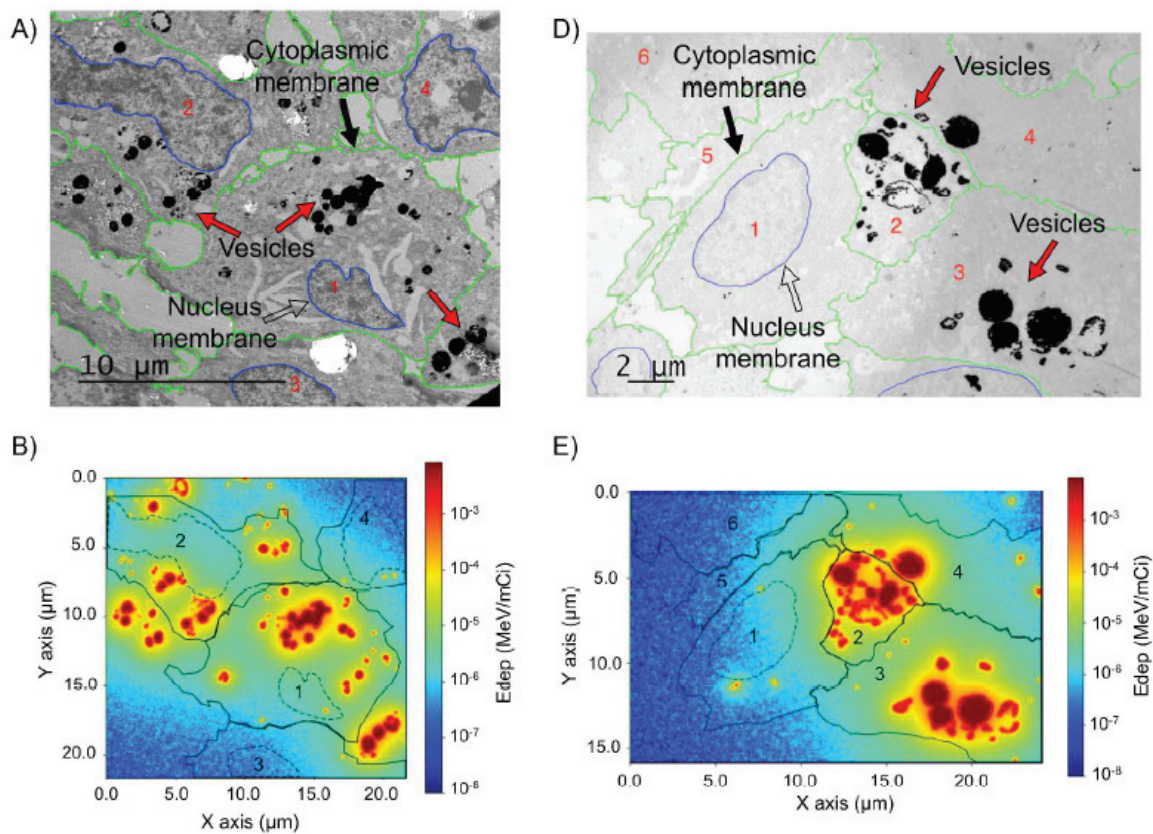 A)
Cytoplasmic
membrane
4
2
Vesicles
1
Nucleus
membrane
10 µm
3
D)
6
Cytoplasmic
membrane
Vesicles
4
5
1
2
Vesicles
3
Nucleus
membrane
2 µm
B)
0.0
5.0
10.0
15.0
20.0
Y axis (µm)
4
2
1
3
0.0
5.0
10.0
15.0
20.0
X axis (µm)
10⁻³
10⁻⁴
10⁻⁵
10⁻⁶
10⁻⁷
10⁻⁸
Edep (MeV/mCi)
E)
0.0
5.0
10.0
15.0
Y axis (µm)
6
5
4
1
2
3
0.0
5.0
10.0
15.0
20.0
X axis (µm)
10⁻³
10⁻⁴
10⁻⁵
10⁻⁶
10⁻⁷
10⁻⁸
Edep (MeV/mCi)